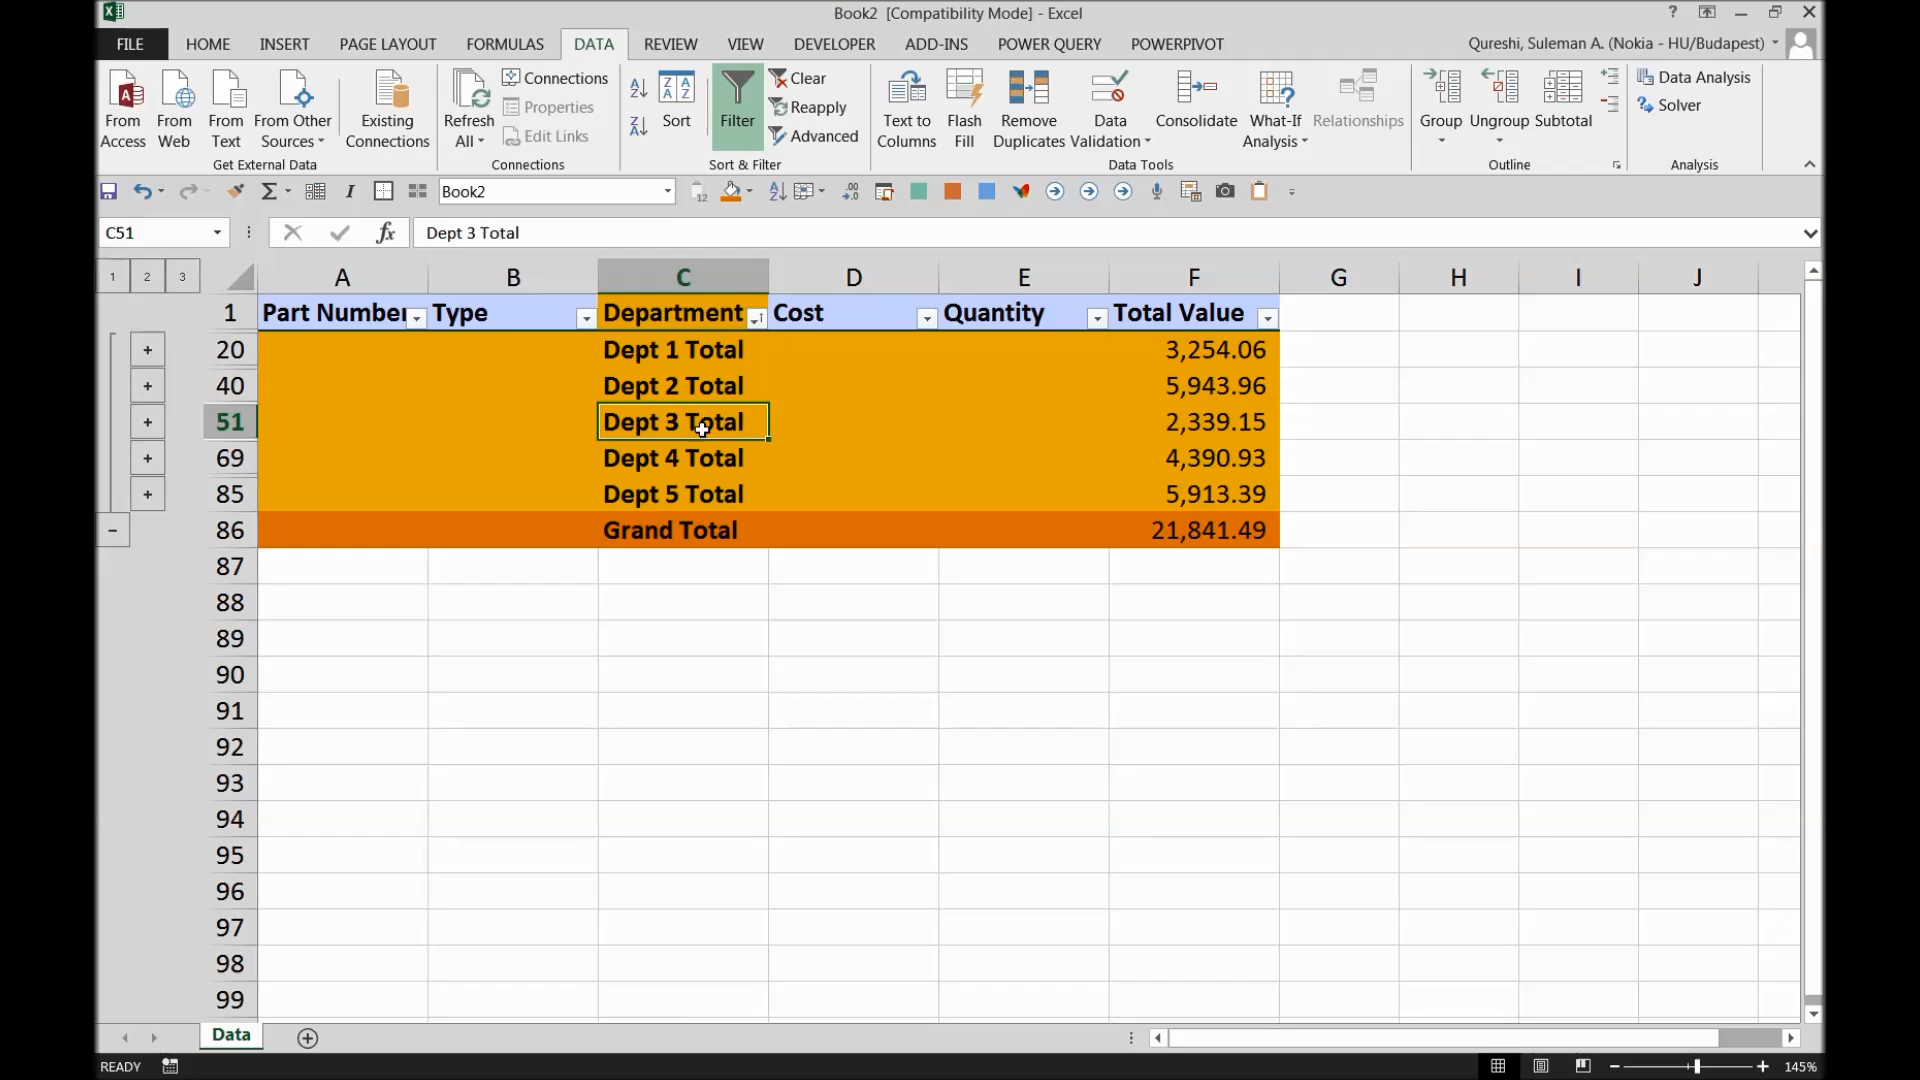 Book2 [Compatibility Mode] - Excel
?
FILE HOME INSERT PAGE LAYOUT FORMULAS DATA REVIEW VIEW DEVELOPER ADD-INS POWER QUERY POWERPIVOT Qureshi, Suleman A. (Nokia - HU/Budapest)
From Access
From Web
From Text
From Other Sources
Get External Data
Existing Connections
Refresh All
Connections
Properties
Edit Links
Connections
Sort
Filter
Clear
Reapply
Advanced
Sort & Filter
Text to Columns
Flash Fill
Remove Duplicates
Data Validation
Consolidate
What-If Analysis
Relationships
Data Tools
Group
Ungroup
Subtotal
Outline
Data Analysis
Solver
Analysis
Book2
C51 fx Dept 3 Total
1 2 3 A B C D E F G H I J
1 Part Number Type Department Cost Quantity Total Value
20 Dept 1 Total 3,254.06
40 Dept 2 Total 5,943.96
51 Dept 3 Total 2,339.15
69 Dept 4 Total 4,390.93
85 Dept 5 Total 5,913.39
86 Grand Total 21,841.49
87
88
89
90
91
92
93
94
95
96
97
98
99
Data
READY 145%